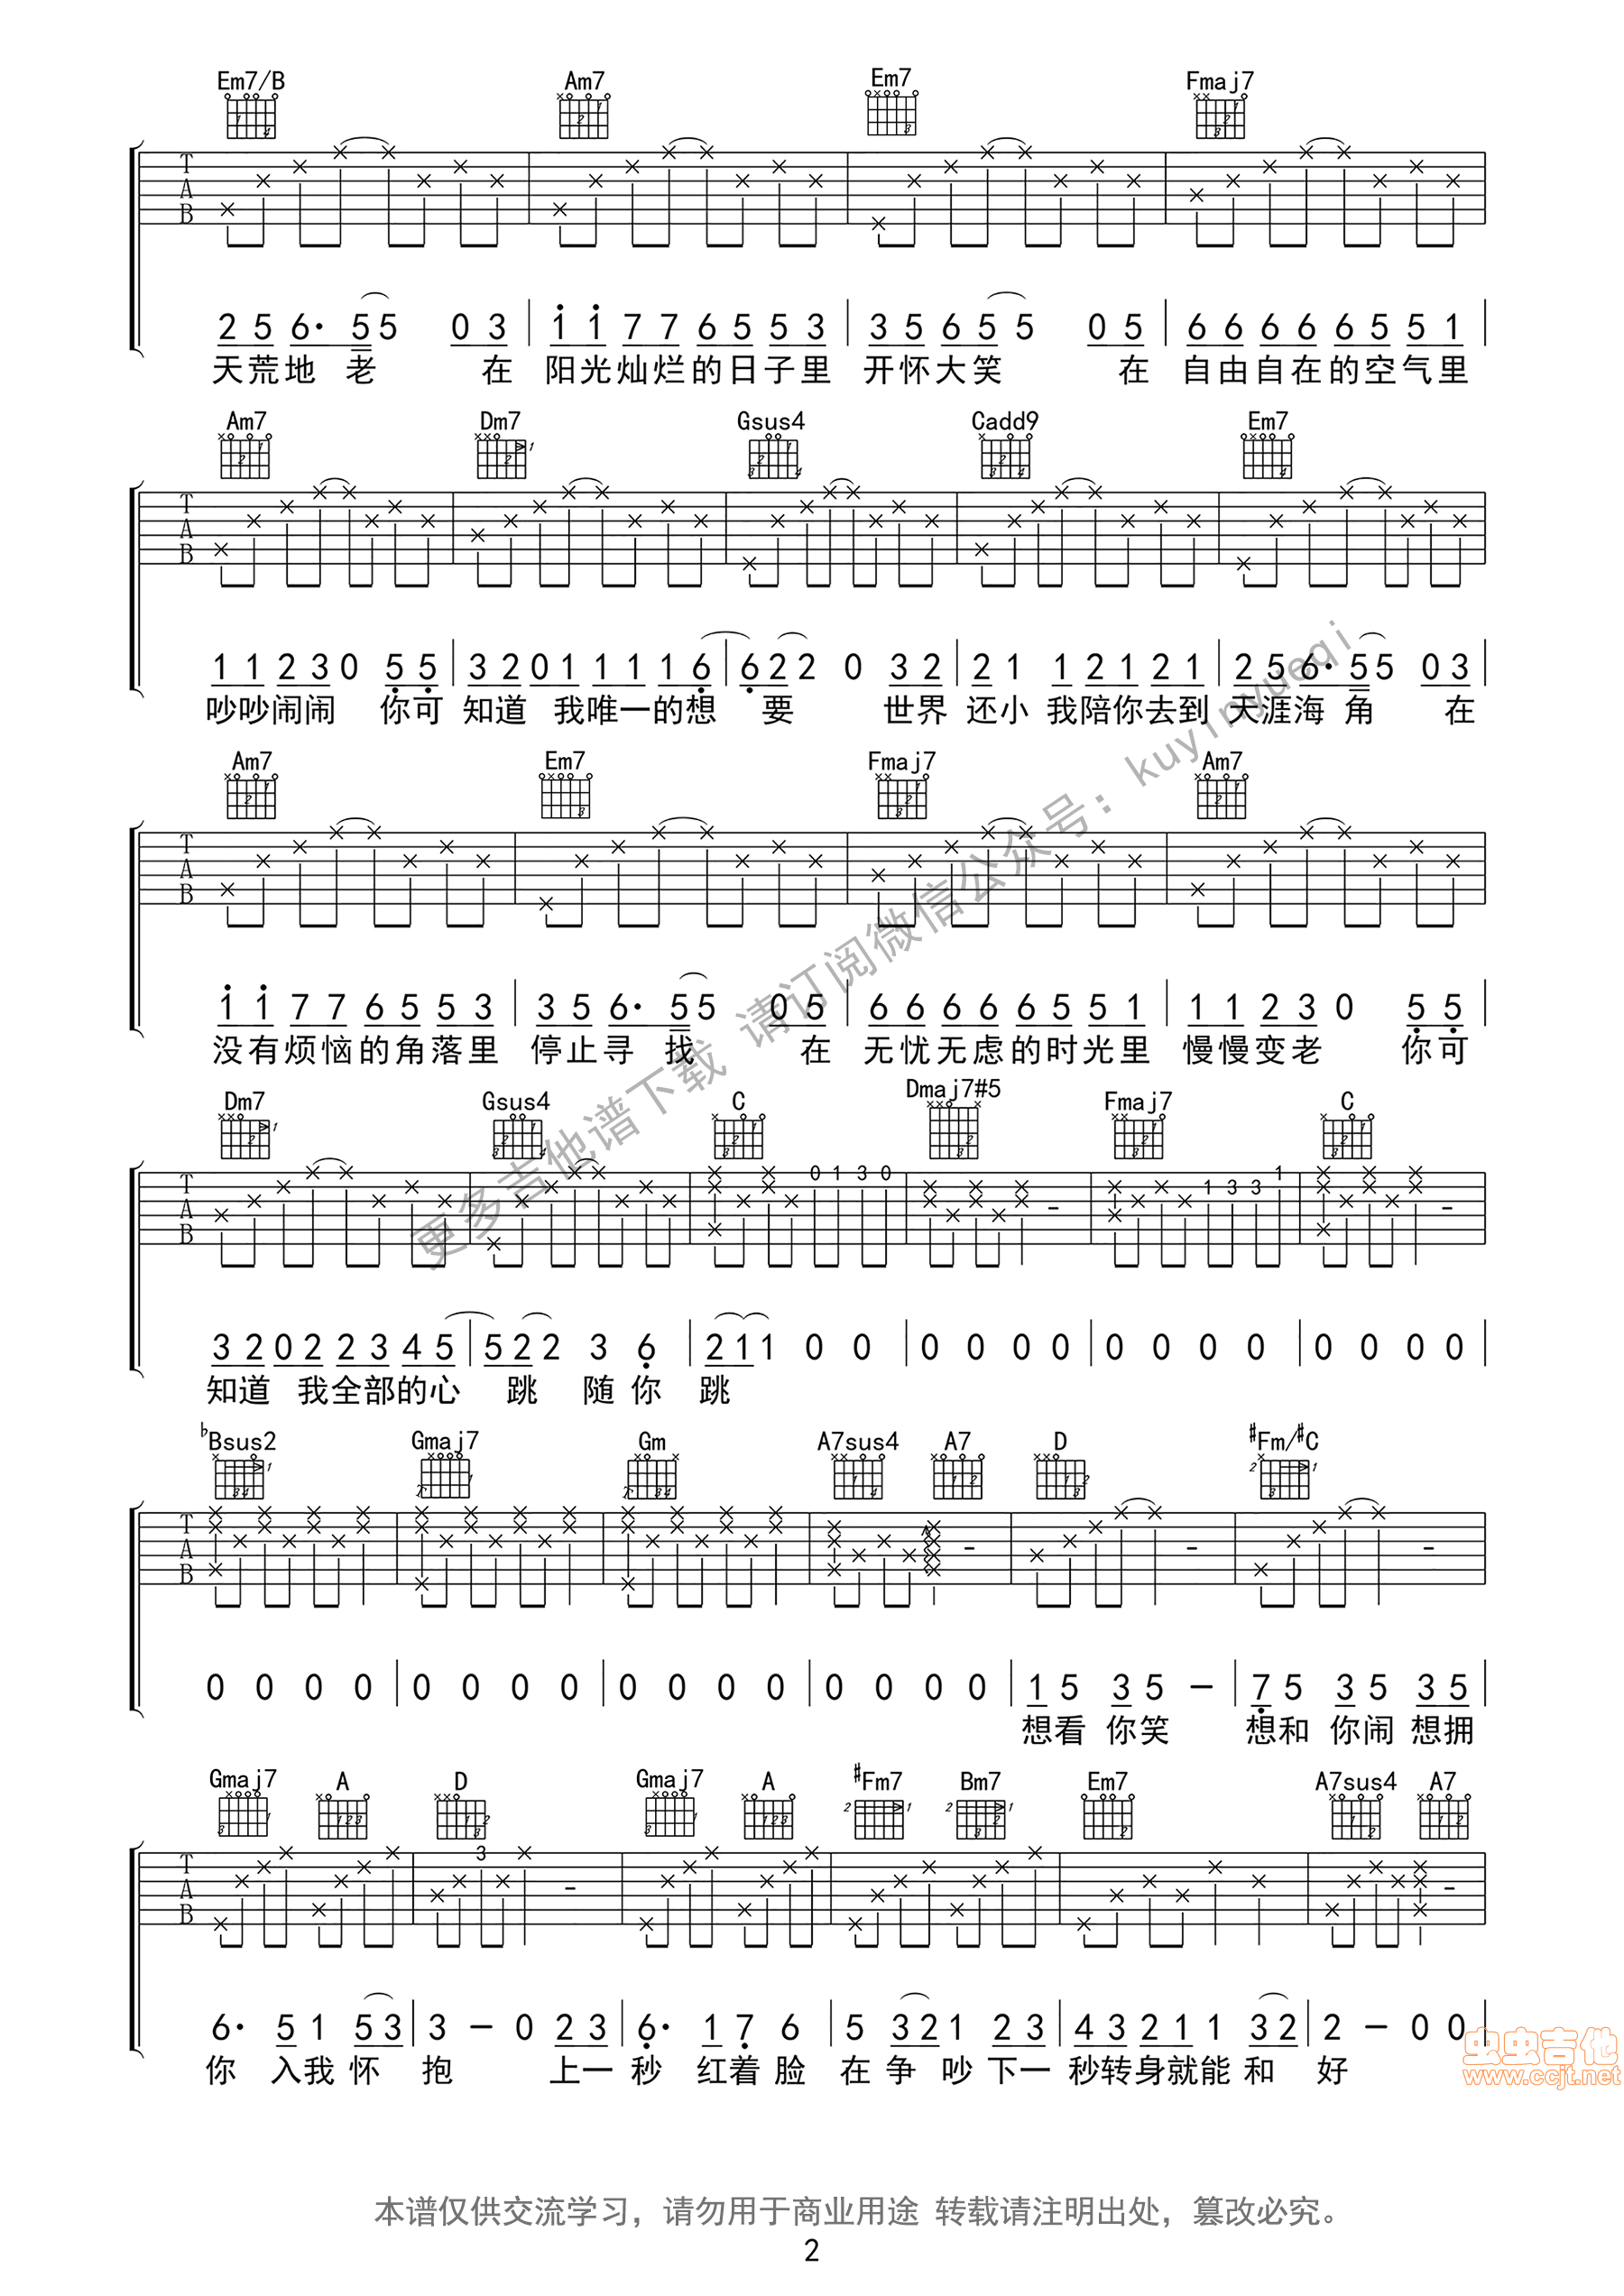 Em7/B Am7 Em7 Fmaj7
T A B
2 5 6· 5 5 0 3 | 1 1 7 7 6 5 5 3 | 3 5 6 5 5 0 5 | 6 6 6 6 6 5 5 1 |
天荒地 老 在 阳光灿烂的日子里 开怀大笑 在 自由自在的空气里
Am7 Dm7 Gsus4 Cadd9 Em7
T A B
1 1 2 3 0 5 5 | 3 2 0 1 1 1 1 6 | 6 2 2 0 3 2 | 2 1 1 2 1 2 1 | 2 5 6· 5 5 0 3 |
吵吵闹闹 你可 知道 我唯一的想 要 世界 还小 我陪你去到 天涯海 角 在
Am7 Em7 Fmaj7 Am7
T A B
1 1 7 7 6 5 5 3 | 3 5 6· 5 5 0 5 | 6 6 6 6 6 5 5 1 | 1 1 2 3 0 5 5 |
没有烦恼的角落里 停止寻 找 在 无忧无虑的时光里 慢慢变老 你可
Dm7 Gsus4 C Dmaj7#5 Fmaj7 C
T A B 0 1 3 0 - 1 3 3 1 -
3 2 0 2 2 3 4 5 | 5 2 2 3 6 | 2 1 1 0 0 | 0 0 0 0 | 0 0 0 0 | 0 0 0 0 |
知道 我全部的心 跳 随 你 跳
♭Bsus2 Gmaj7 Gm A7sus4 A7 D #Fm/#C
T A B - - -
0 0 0 0 | 0 0 0 0 | 0 0 0 0 | 0 0 0 0 | 1 5 3 5 - | 7 5 3 5 3 5 |
想看 你笑 想和 你闹 想拥
Gmaj7 A D Gmaj7 A #Fm7 Bm7 Em7 A7sus4 A7
T A B 3 - -
6· 5 1 5 3 | 3 - 0 2 3 | 6· 1 7 6 | 5 3 2 1 2 3 | 4 3 2 1 1 3 2 | 2 - 0 0 |
你 入我 怀 抱 上一 秒 红着 脸 在 争 吵 下一 秒转身就能 和 好
更多吉他谱下载 请订阅微信公众号：kuyinyueqi
虫虫吉他
www.ccjt.net
本谱仅供交流学习，请勿用于商业用途 转载请注明出处，篡改必究。
2